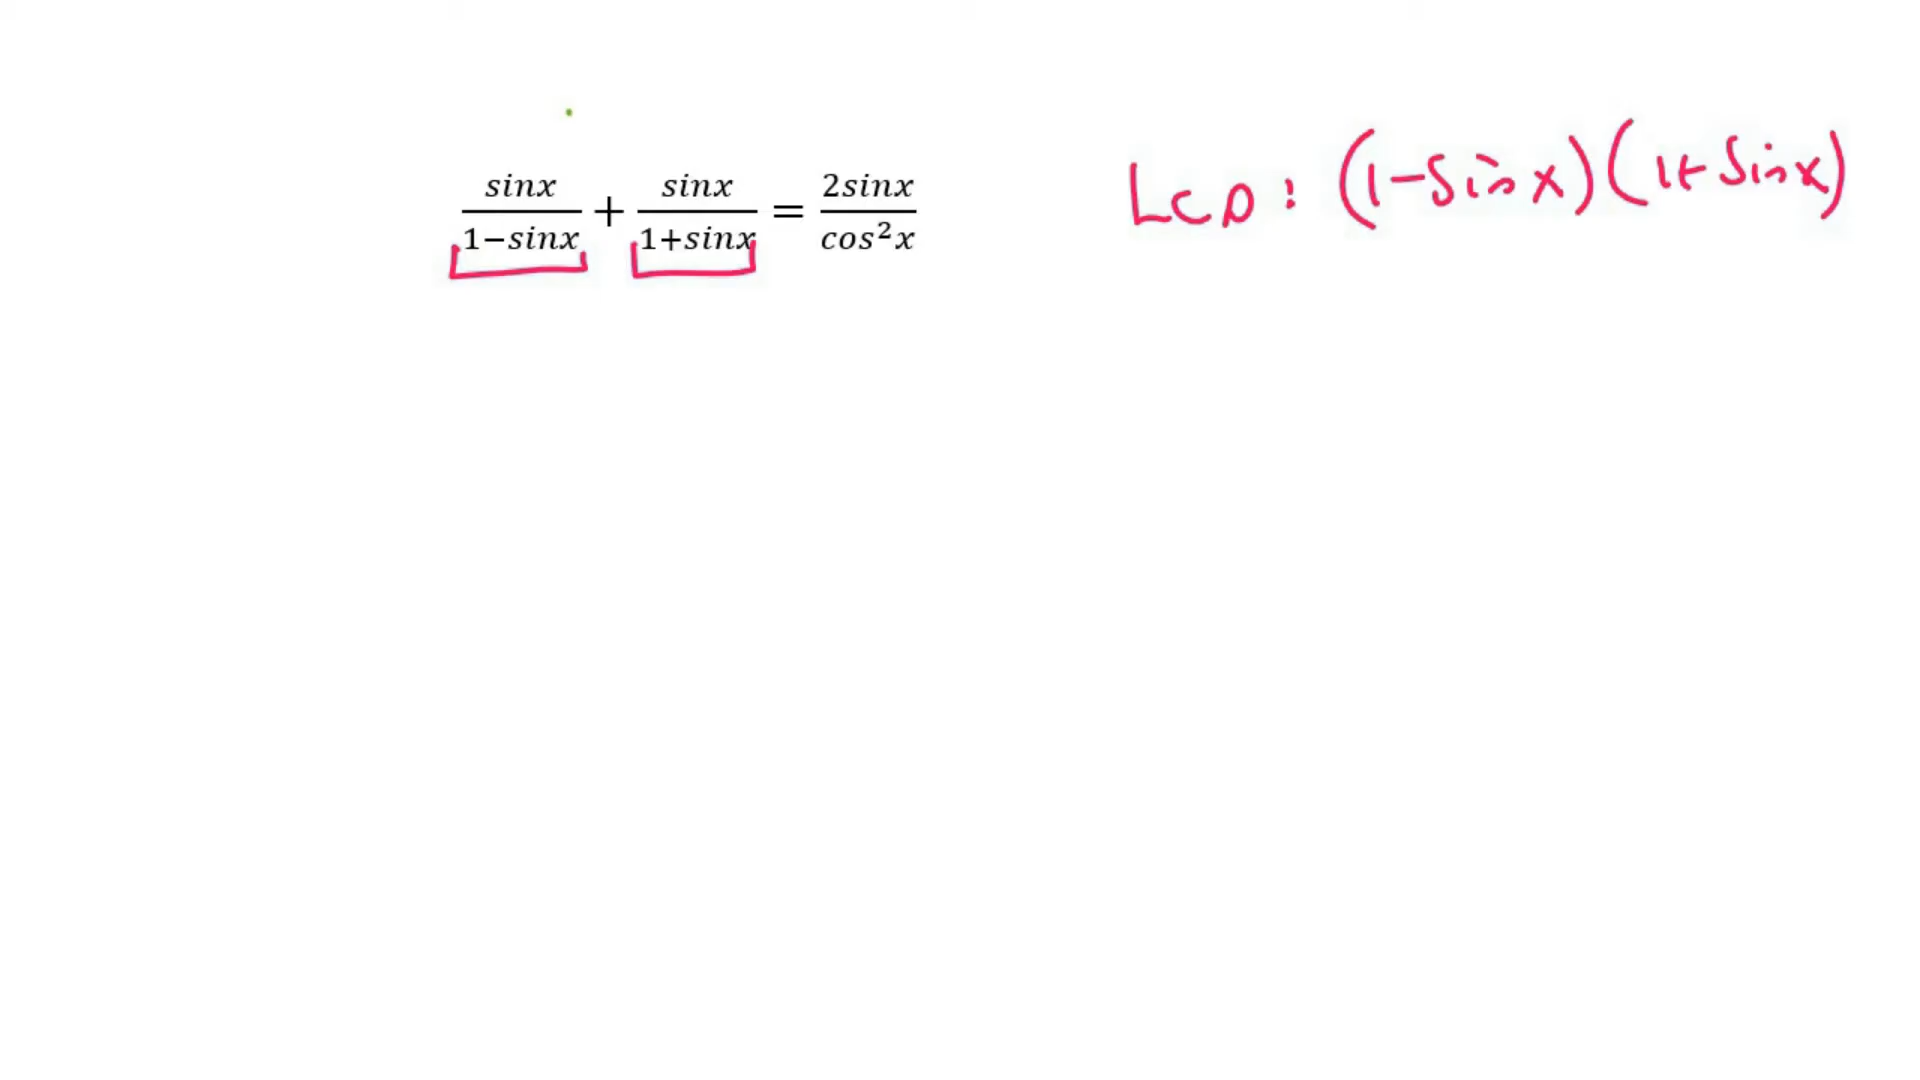 sinx/1−sinx + sinx/1+sinx = 2sinx/cos²x
LCD: (1-sinx)(1+sinx)